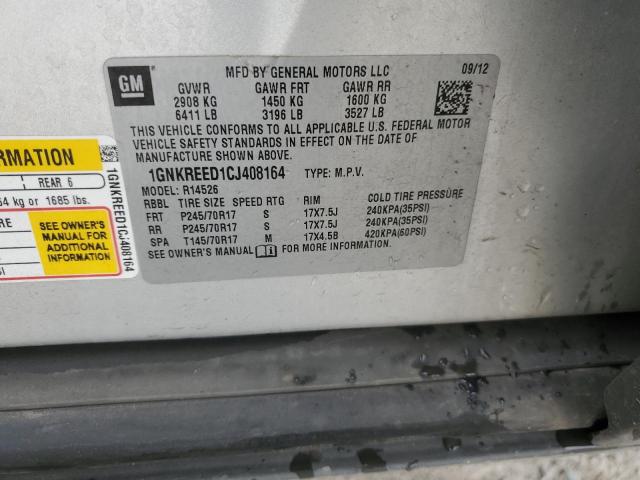 GM
MFD BY GENERAL MOTORS LLC
09/12
GVWR GAWR FRT GAWR RR
2908 KG 1450 KG 1600 KG
6411 LB 3196 LB 3527 LB
THIS VEHICLE CONFORMS TO ALL APPLICABLE U.S. FEDERAL MOTOR
VEHICLE SAFETY STANDARDS IN EFFECT ON THE DATE OF
MANUFACTURE SHOWN ABOVE.
1GNKREED1CJ408164 TYPE: M.P.V.
MODEL: R14526
RBBL TIRE SIZE SPEED RTG RIM COLD TIRE PRESSURE
FRT P245/70R17 S 17X7.5J 240KPA(35PSI)
RR P245/70R17 S 17X7.5J 240KPA(35PSI)
SPA T145/70R17 M 17X4.5B 420KPA(60PSI)
SEE OWNER'S MANUAL FOR MORE INFORMATION.
REAR 6
kg or 1685 lbs.
SEE OWNER'S
MANUAL FOR
ADDITIONAL
INFORMATION
1GNKREED1CJ408164